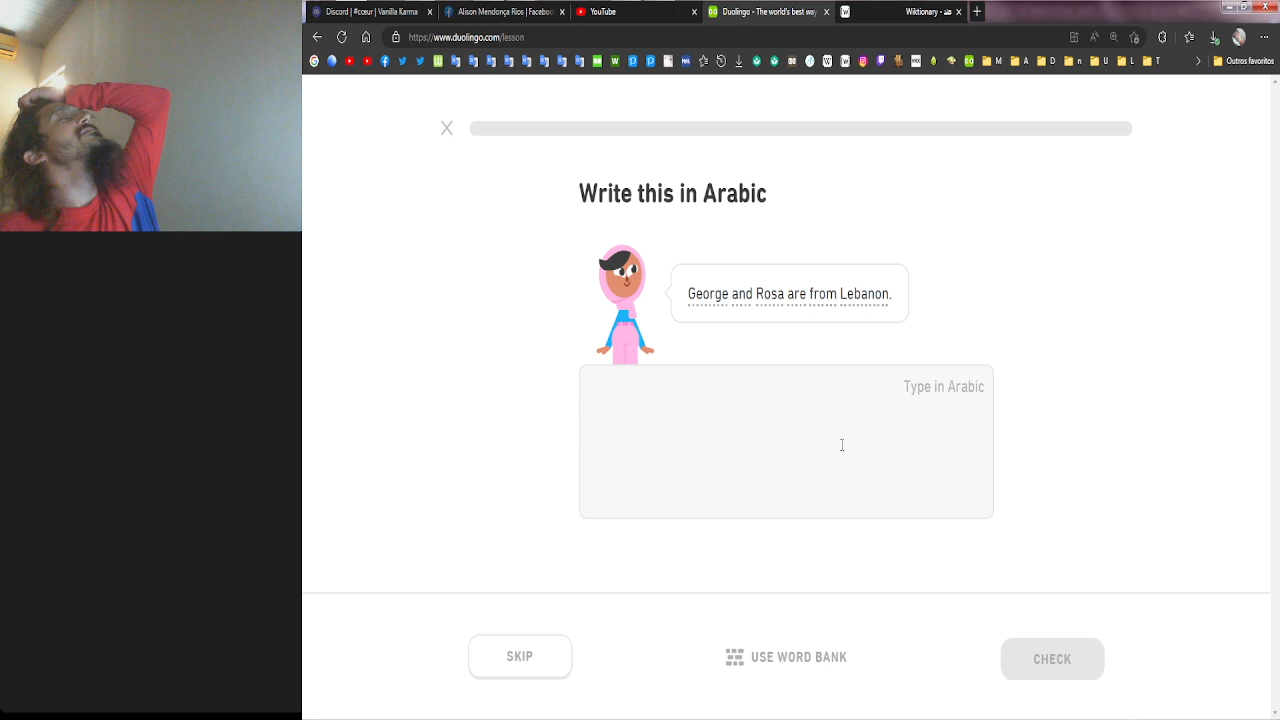 Discord | #cœur | Vanilla Karma
Alison Mendonça Rios | Faceboo
YouTube
Duolingo - The world's best way
Wiktionary - ظ
https://www.duolingo.com/lesson
M
A
D
n
U
L
T
Outros favoritos
X
Write this in Arabic
George and Rosa are from Lebanon.
Type in Arabic
SKIP
USE WORD BANK
CHECK